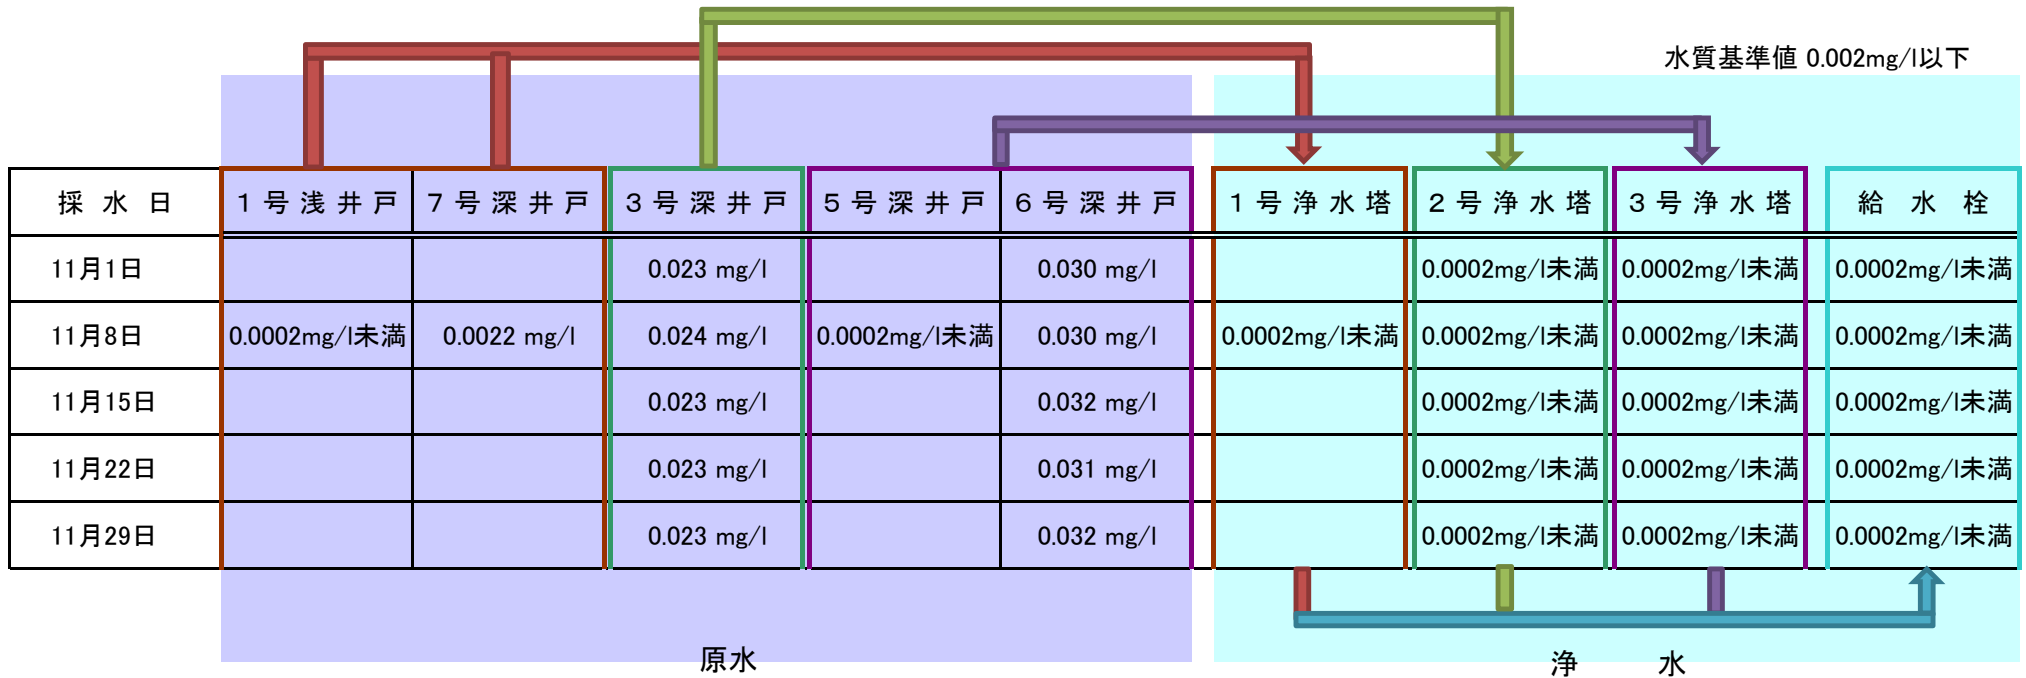 水質基準値 0.002mg/l以下
採 水 日 １号浅井戸 ７号深井戸 ３号深井戸 ５号深井戸 ６号深井戸 １号浄水塔 ２号浄水塔 ３号浄水塔 給 水 栓
11月1日 0.023 mg/l 0.030 mg/l 0.0002mg/l未満 0.0002mg/l未満 0.0002mg/l未満
11月8日 0.0002mg/l未満 0.0022 mg/l 0.024 mg/l 0.0002mg/l未満 0.030 mg/l 0.0002mg/l未満 0.0002mg/l未満 0.0002mg/l未満 0.0002mg/l未満
11月15日 0.023 mg/l 0.032 mg/l 0.0002mg/l未満 0.0002mg/l未満 0.0002mg/l未満
11月22日 0.023 mg/l 0.031 mg/l 0.0002mg/l未満 0.0002mg/l未満 0.0002mg/l未満
11月29日 0.023 mg/l 0.032 mg/l 0.0002mg/l未満 0.0002mg/l未満 0.0002mg/l未満
原水 浄 水